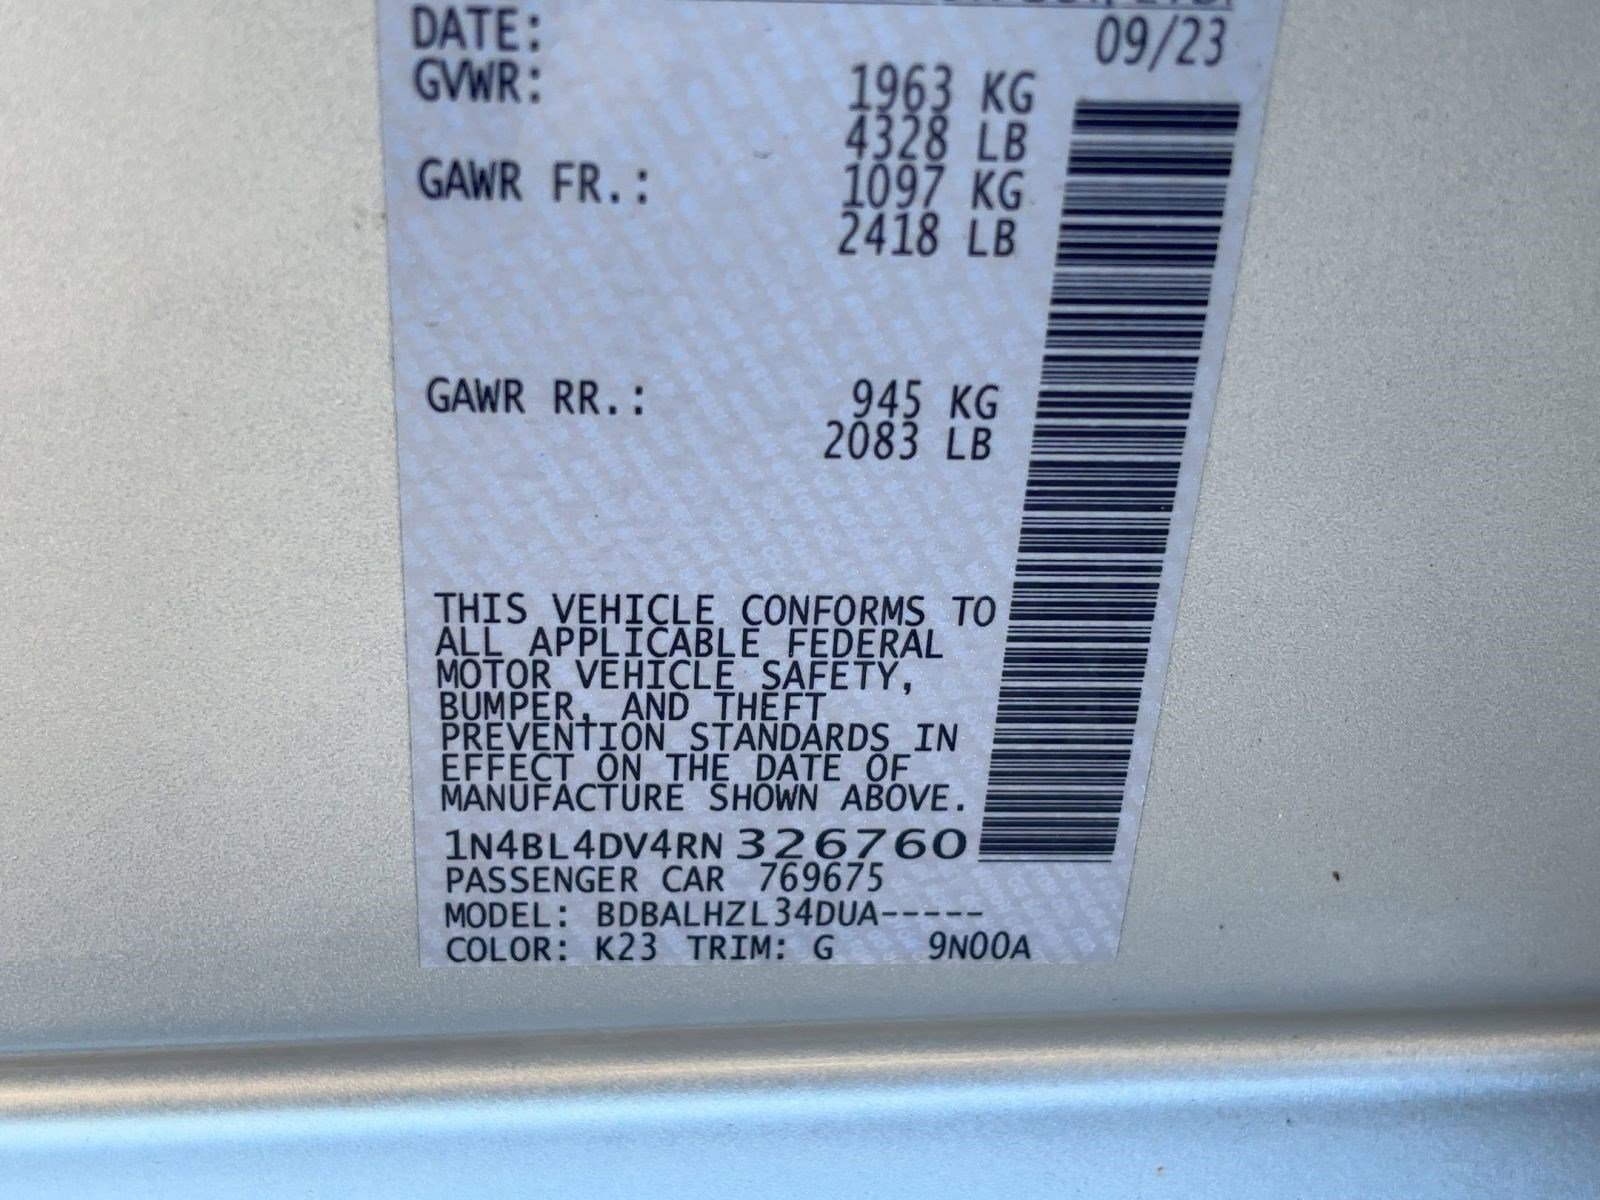 DATE: 09/23
GVWR: 1963 KG
4328 LB
GAWR FR.: 1097 KG
2418 LB
GAWR RR.: 945 KG
2083 LB
THIS VEHICLE CONFORMS TO
ALL APPLICABLE FEDERAL
MOTOR VEHICLE SAFETY,
BUMPER, AND THEFT
PREVENTION STANDARDS IN
EFFECT ON THE DATE OF
MANUFACTURE SHOWN ABOVE.
1N4BL4DV4RN326760
PASSENGER CAR 769675
MODEL: BDBALHZL34DUA-----
COLOR: K23 TRIM: G 9N00A